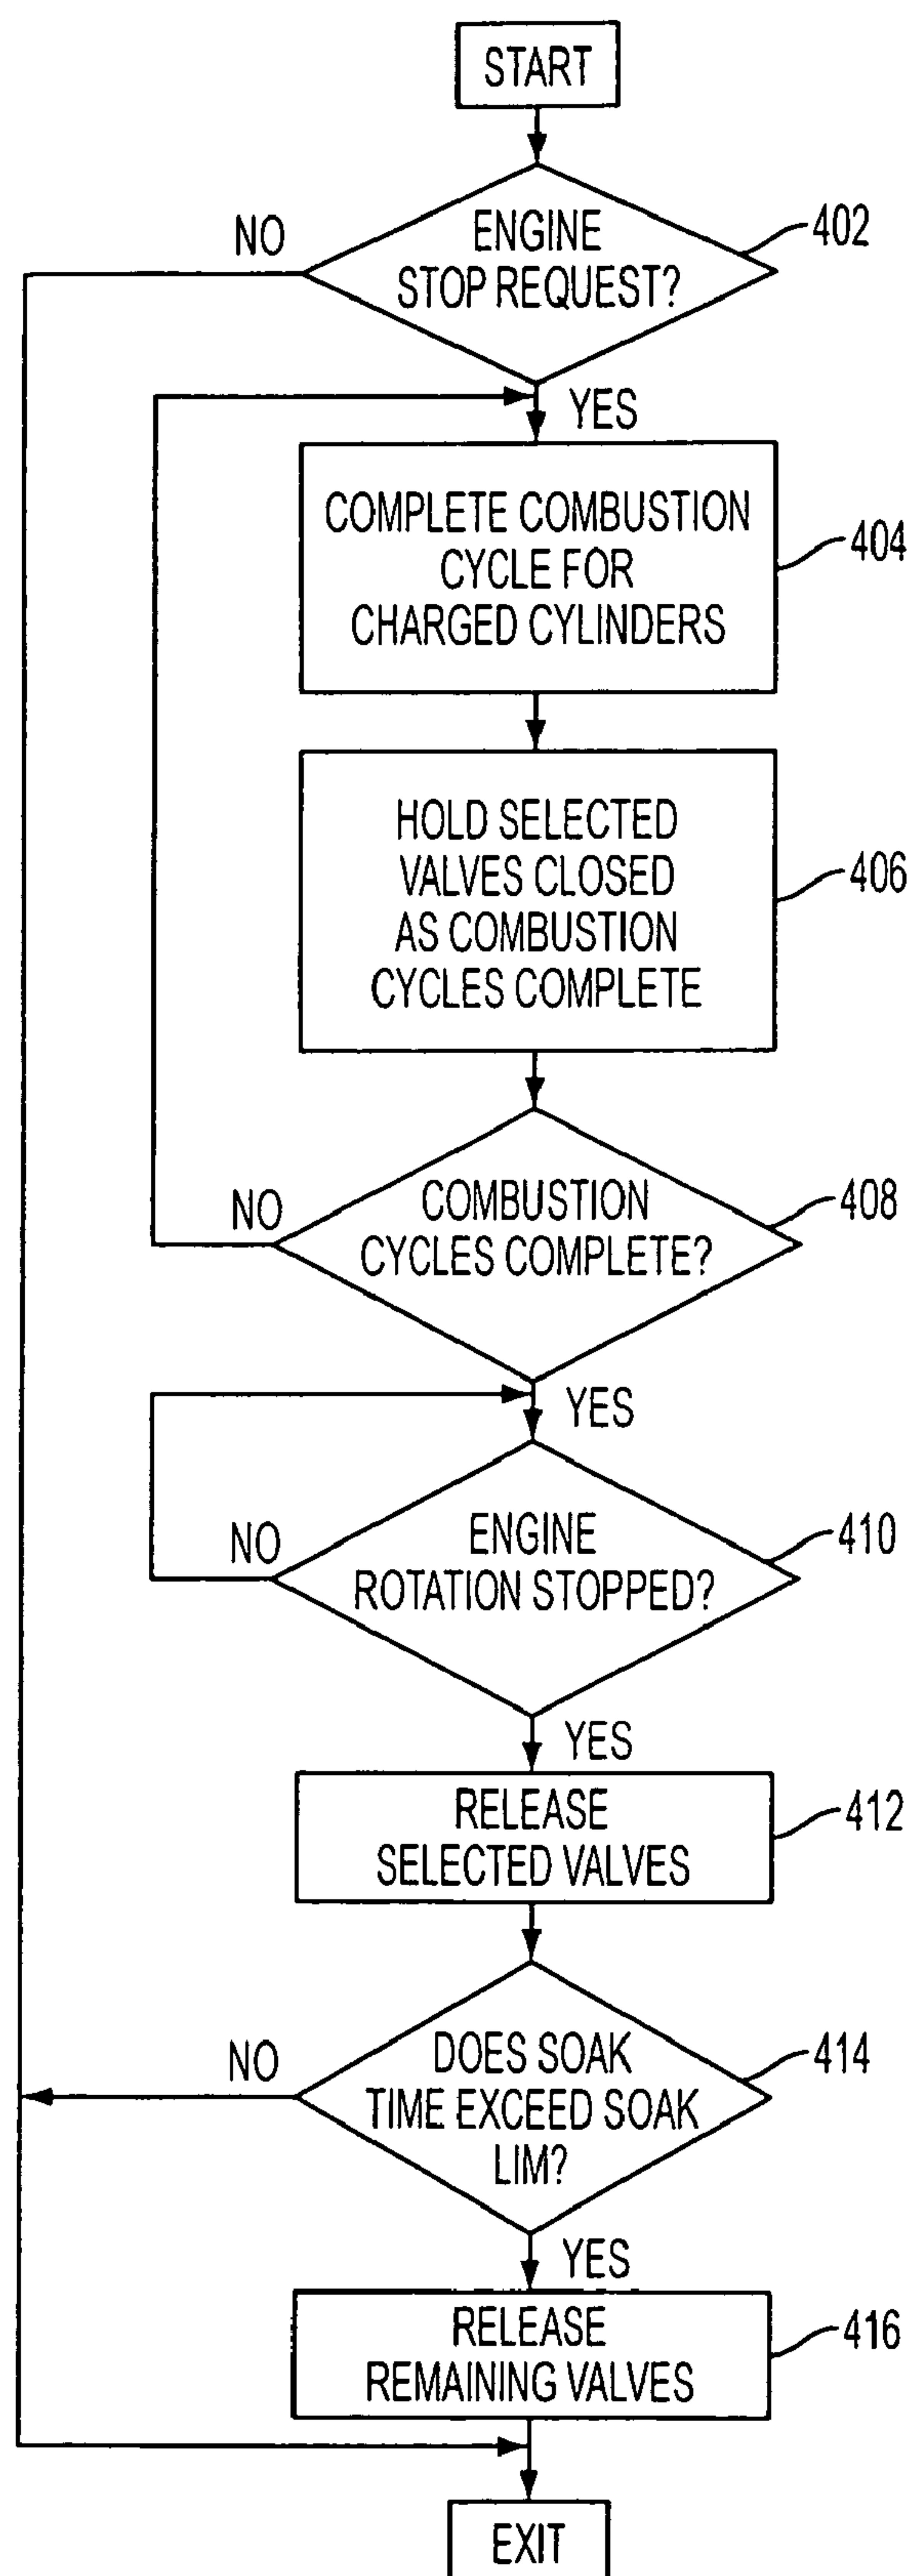 START
ENGINE
STOP REQUEST?
402
NO
YES
COMPLETE COMBUSTION
CYCLE FOR
CHARGED CYLINDERS
404
HOLD SELECTED
VALVES CLOSED
AS COMBUSTION
CYCLES COMPLETE
406
COMBUSTION
CYCLES COMPLETE?
408
NO
YES
ENGINE
ROTATION STOPPED?
410
NO
YES
RELEASE
SELECTED VALVES
412
DOES SOAK
TIME EXCEED SOAK
LIM?
414
NO
YES
RELEASE
REMAINING VALVES
416
EXIT